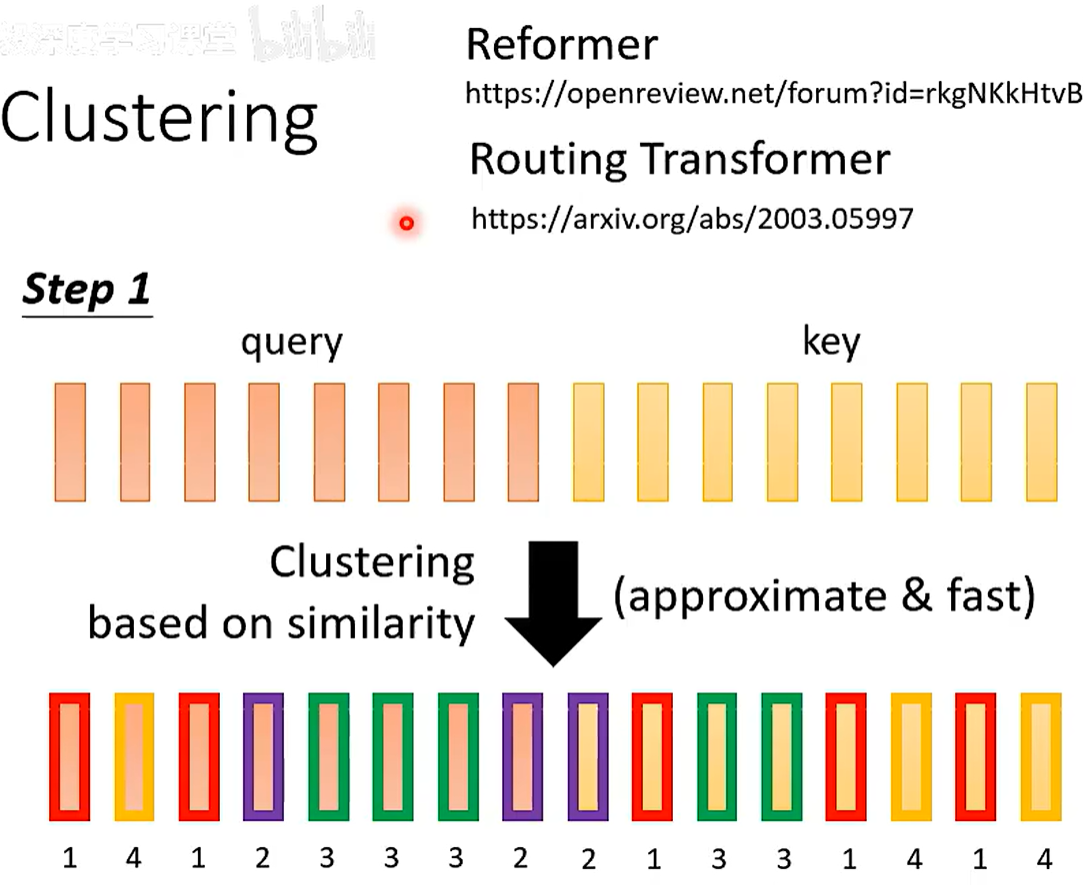 bilibili
Clustering
Reformer
https://openreview.net/forum?id=rkgNKkHtvB
Routing Transformer
https://arxiv.org/abs/2003.05997
Step 1
query
key
Clustering
based on similarity
(approximate & fast)
1 4 1 2 3 3 3 2 2 1 3 3 1 4 1 4